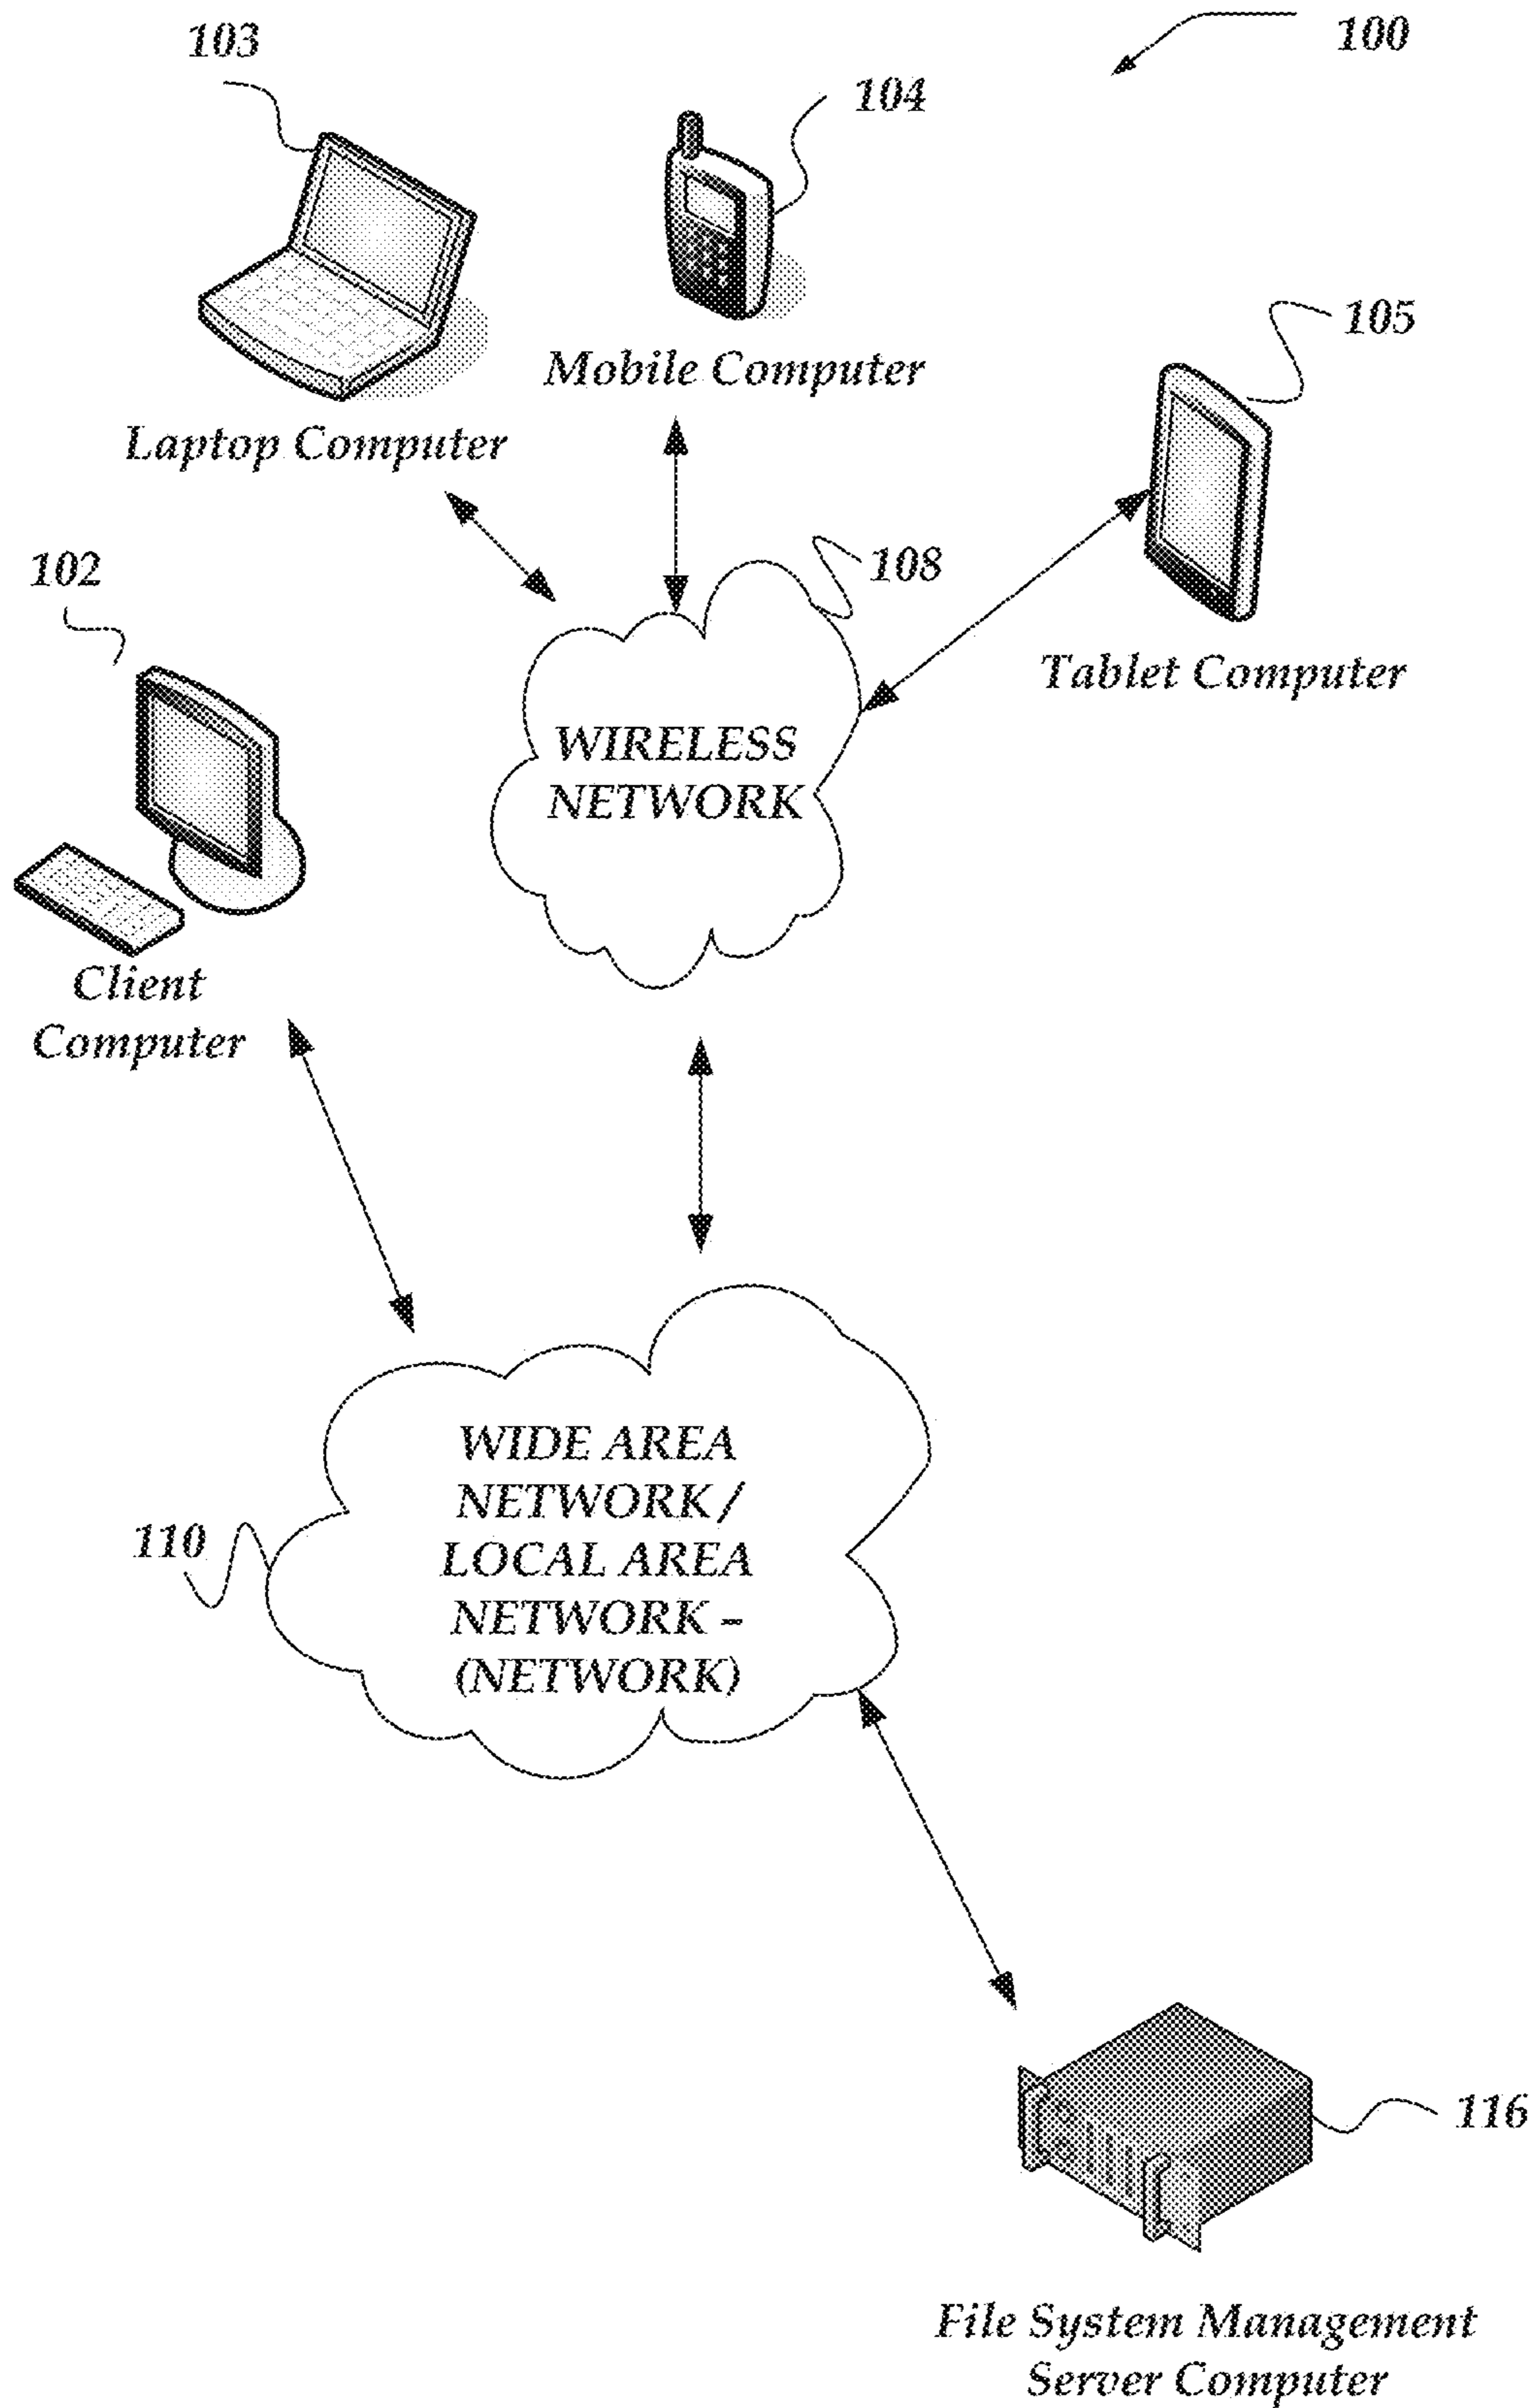 100
103
104
Mobile Computer
105
Laptop Computer
102
108
Tablet Computer
WIRELESS
NETWORK
Client
Computer
WIDE AREA
NETWORK /
LOCAL AREA
NETWORK –
(NETWORK)
110
116
File System Management
Server Computer